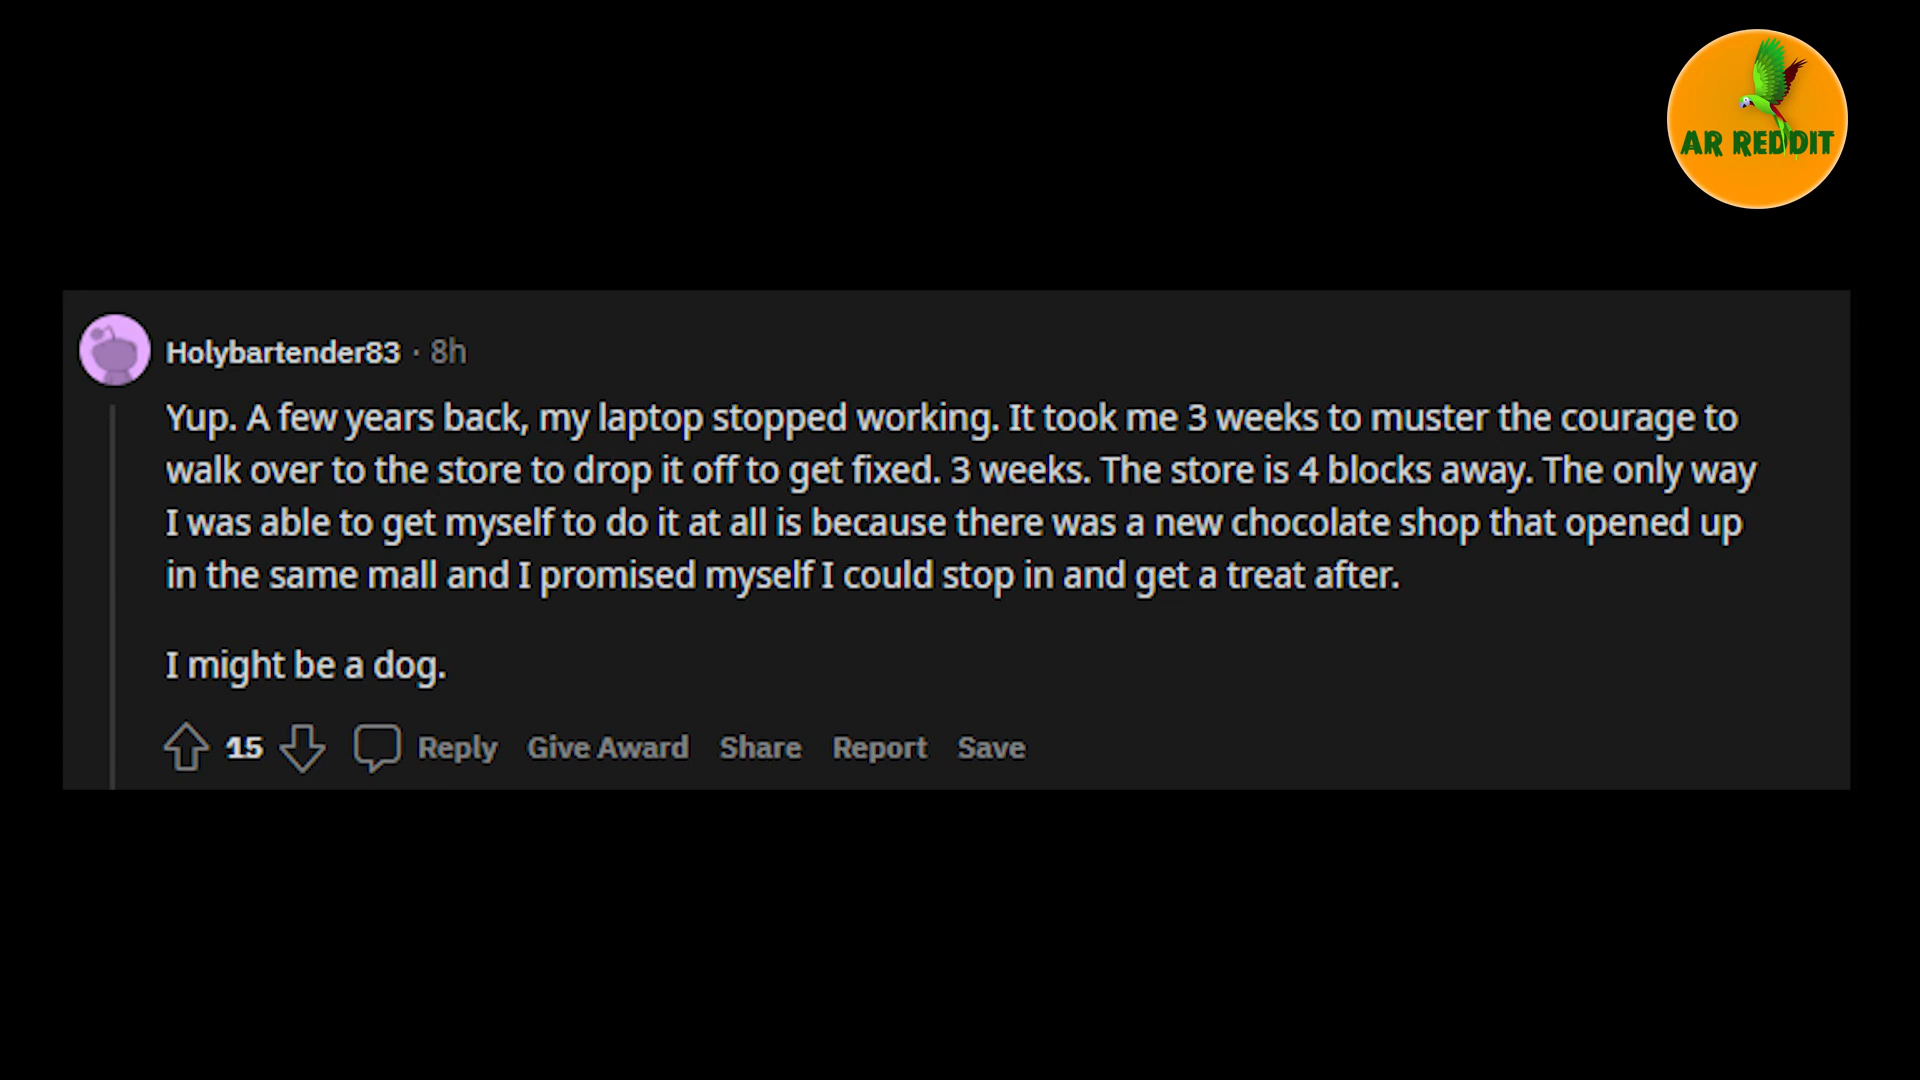 AR REDDIT
Holybartender83 · 8h
Yup. A few years back, my laptop stopped working. It took me 3 weeks to muster the courage to
walk over to the store to drop it off to get fixed. 3 weeks. The store is 4 blocks away. The only way
I was able to get myself to do it at all is because there was a new chocolate shop that opened up
in the same mall and I promised myself I could stop in and get a treat after.
I might be a dog.
15 Reply Give Award Share Report Save